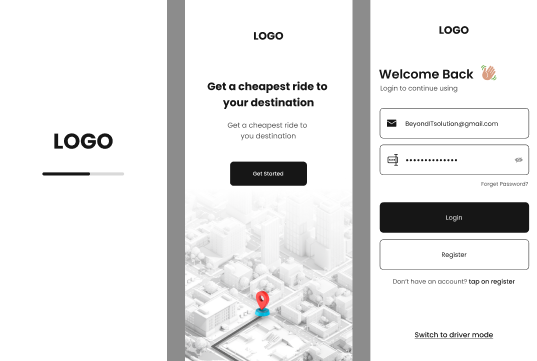 LOGO
LOGO
Get a cheapest ride to
your destination
Get a cheapest ride to
you destination
Get Started
LOGO
Welcome Back
Login to continue using
BeyondITsolution@gmail.com
Forget Password?
Login
Register
Don't have an account? tap on register
Switch to driver mode